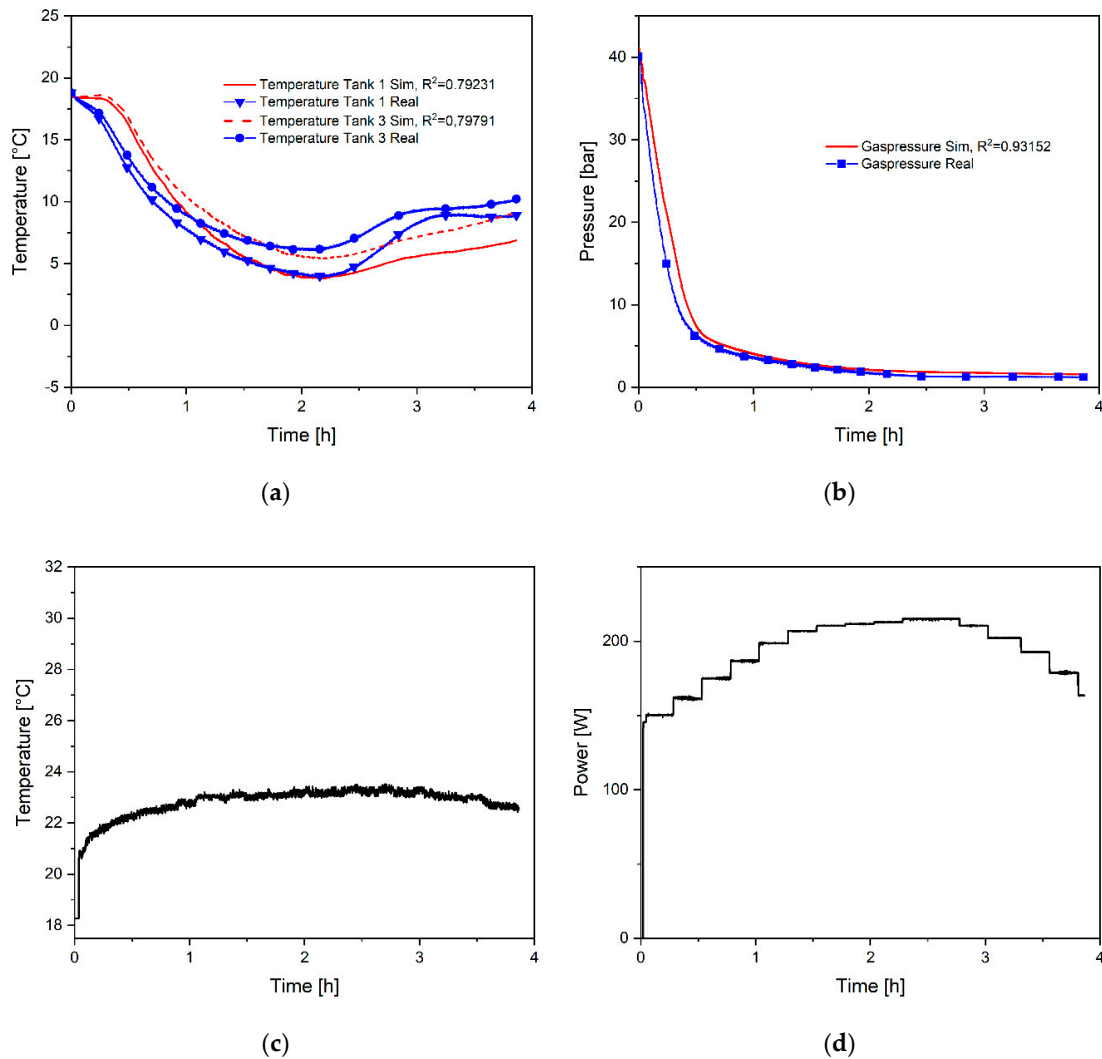 25
20
15
10
5
0
-5
Temperature [°C]
Temperature Tank 1 Sim, R²=0.79231
Temperature Tank 1 Real
Temperature Tank 3 Sim, R²=0,79791
Temperature Tank 3 Real
0 1 2 3 4
Time [h]
(a)
40
30
20
10
0
Pressure [bar]
Gaspressure Sim, R²=0.93152
Gaspressure Real
0 1 2 3 4
Time [h]
(b)
32
30
28
26
24
22
20
18
Temperature [°C]
0 1 2 3 4
Time [h]
(c)
200
100
0
Power [W]
0 1 2 3 4
Time [h]
(d)